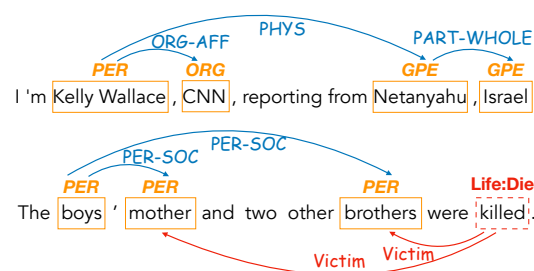 PHYS
ORG-AFF PART-WHOLE
PER ORG GPE GPE
I 'm Kelly Wallace , CNN , reporting from Netanyahu , Israel
PER-SOC PER-SOC
PER PER PER Life:Die
The boys ' mother and two other brothers were killed .
Victim Victim